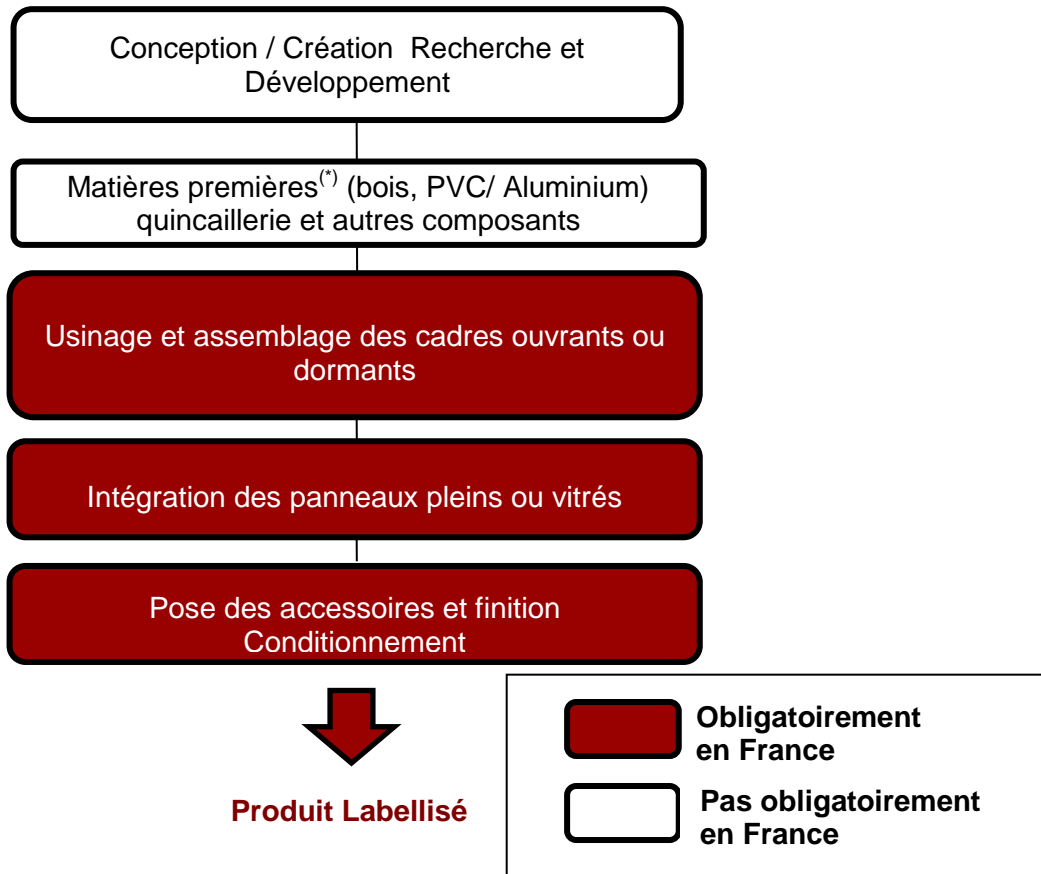 Conception / Création  Recherche et
Développement
Matières premières(*) (bois, PVC/ Aluminium)
quincaillerie et autres composants
Usinage et assemblage des cadres ouvrants ou
dormants
Intégration des panneaux pleins ou vitrés
Pose des accessoires et finition
Conditionnement
Produit Labellisé
Obligatoirement
en France
Pas obligatoirement
en France